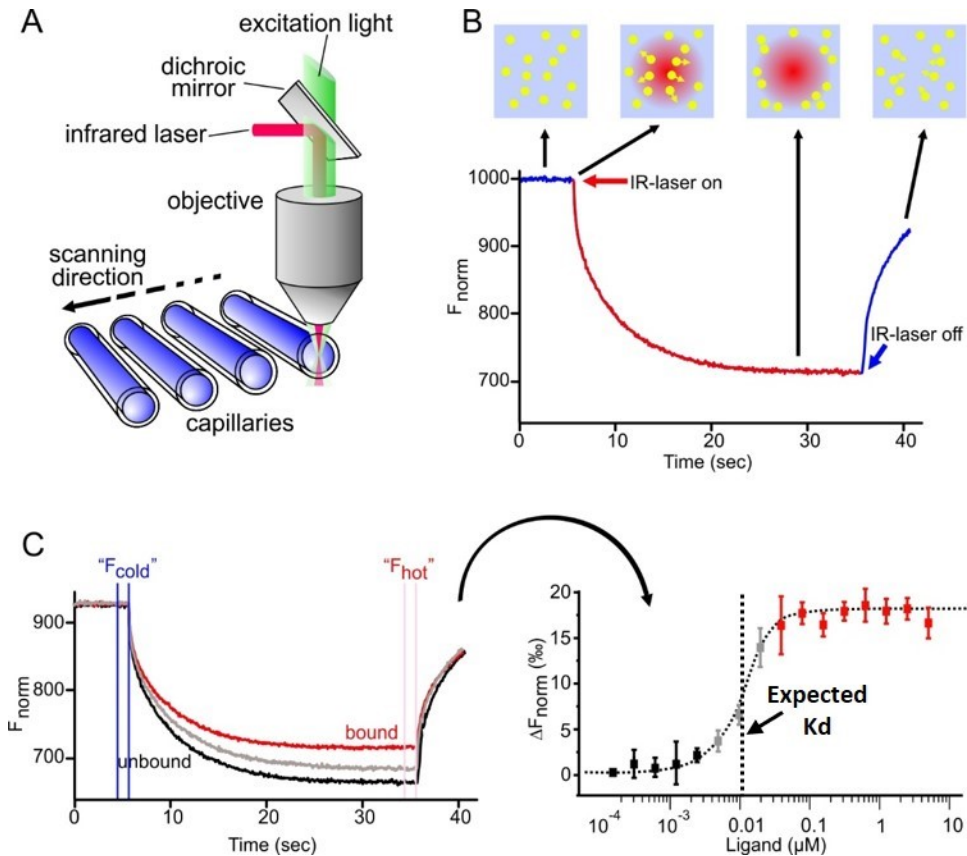 A
excitation light
dichroic
mirror
infrared laser
objective
scanning
direction
capillaries
B
1000
900
800
700
Fnorm
IR-laser on
IR-laser off
0
10
20
30
40
Time (sec)
C
"Fcold"
"Fhot"
900
800
700
Fnorm
bound
unbound
0
10
20
30
40
Time (sec)
20
15
10
5
0
ΔFnorm (‰)
Expected
Kd
10-4
10-3
0.01
0.1
1
10
Ligand (µM)